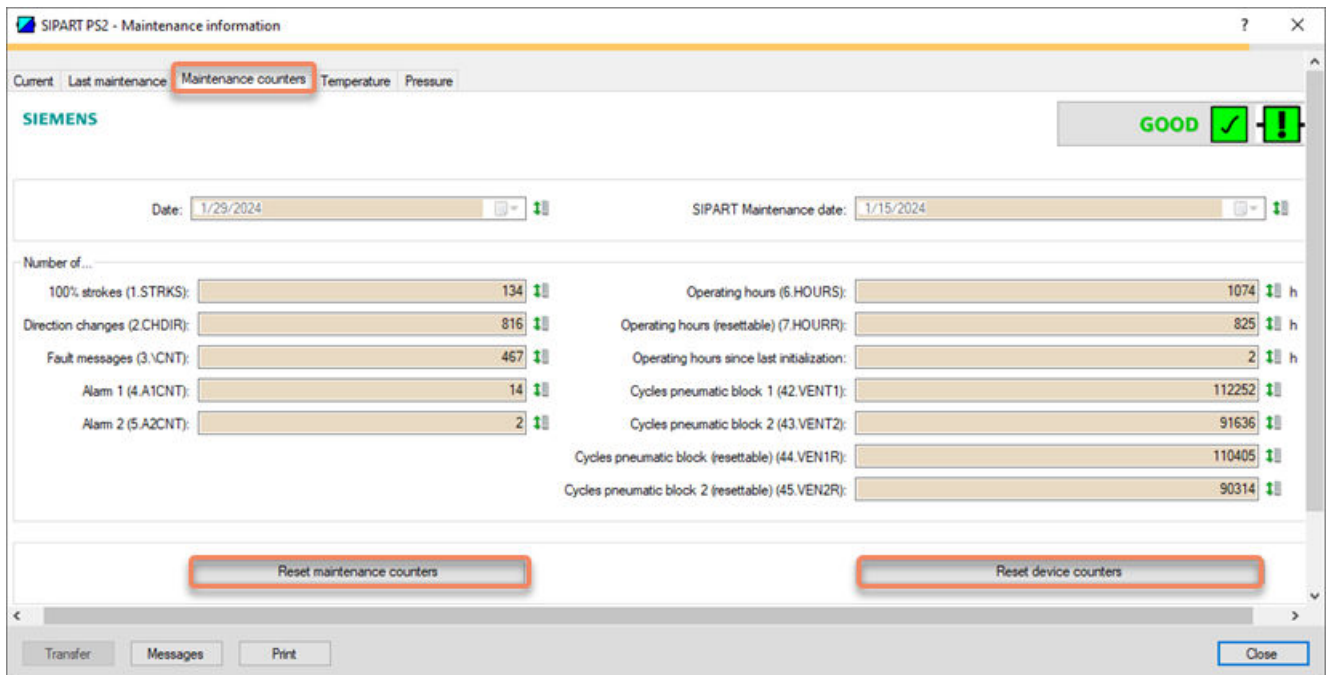 SIPART PS2 - Maintenance information ? ×
Current Last maintenance Maintenance counters Temperature Pressure
SIEMENS
GOOD
Date: 1/29/2024 SIPART Maintenance date: 1/15/2024
Number of...
100% strokes (1.STRKS): 134 Operating hours (6.HOURS): 1074 h
Direction changes (2.CHDIR): 816 Operating hours (resettable) (7.HOURR): 825 h
Fault messages (3.\CNT): 467 Operating hours since last initialization: 2 h
Alarm 1 (4.A1CNT): 14 Cycles pneumatic block 1 (42.VENT1): 112252
Alarm 2 (5.A2CNT): 2 Cycles pneumatic block 2 (43.VENT2): 91636
Cycles pneumatic block (resettable) (44.VEN1R): 110405
Cycles pneumatic block 2 (resettable) (45.VEN2R): 90314
Reset maintenance counters Reset device counters
Transfer Messages Print Close